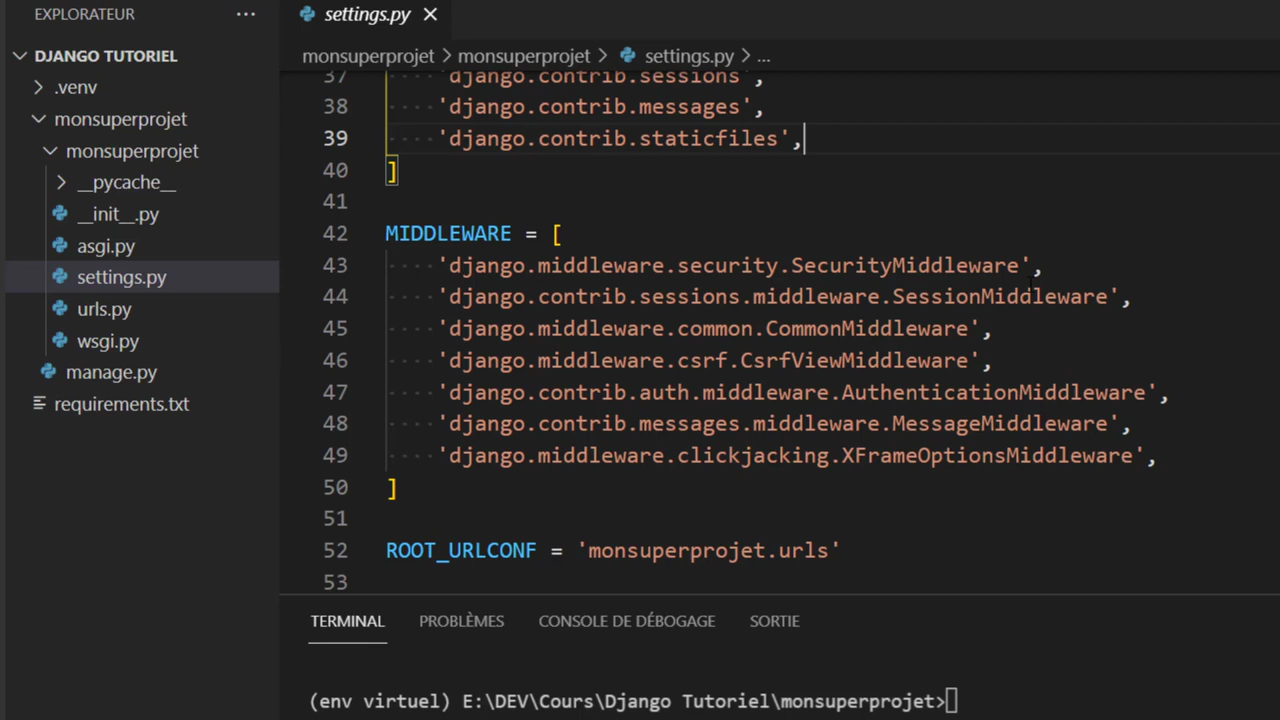 EXPLORATEUR ···
DJANGO TUTORIEL
.venv
monsuperprojet
monsuperprojet
__pycache__
__init__.py
asgi.py
settings.py
urls.py
wsgi.py
manage.py
requirements.txt
settings.py
monsuperprojet > monsuperprojet > settings.py > ...
37 'django.contrib.sessions',
38 'django.contrib.messages',
39 'django.contrib.staticfiles',
40 ]
41
42 MIDDLEWARE = [
43 'django.middleware.security.SecurityMiddleware',
44 'django.contrib.sessions.middleware.SessionMiddleware',
45 'django.middleware.common.CommonMiddleware',
46 'django.middleware.csrf.CsrfViewMiddleware',
47 'django.contrib.auth.middleware.AuthenticationMiddleware',
48 'django.contrib.messages.middleware.MessageMiddleware',
49 'django.middleware.clickjacking.XFrameOptionsMiddleware',
50 ]
51
52 ROOT_URLCONF = 'monsuperprojet.urls'
53
TERMINAL PROBLÈMES CONSOLE DE DÉBOGAGE SORTIE
(env virtuel) E:\DEV\Cours\Django Tutoriel\monsuperprojet>